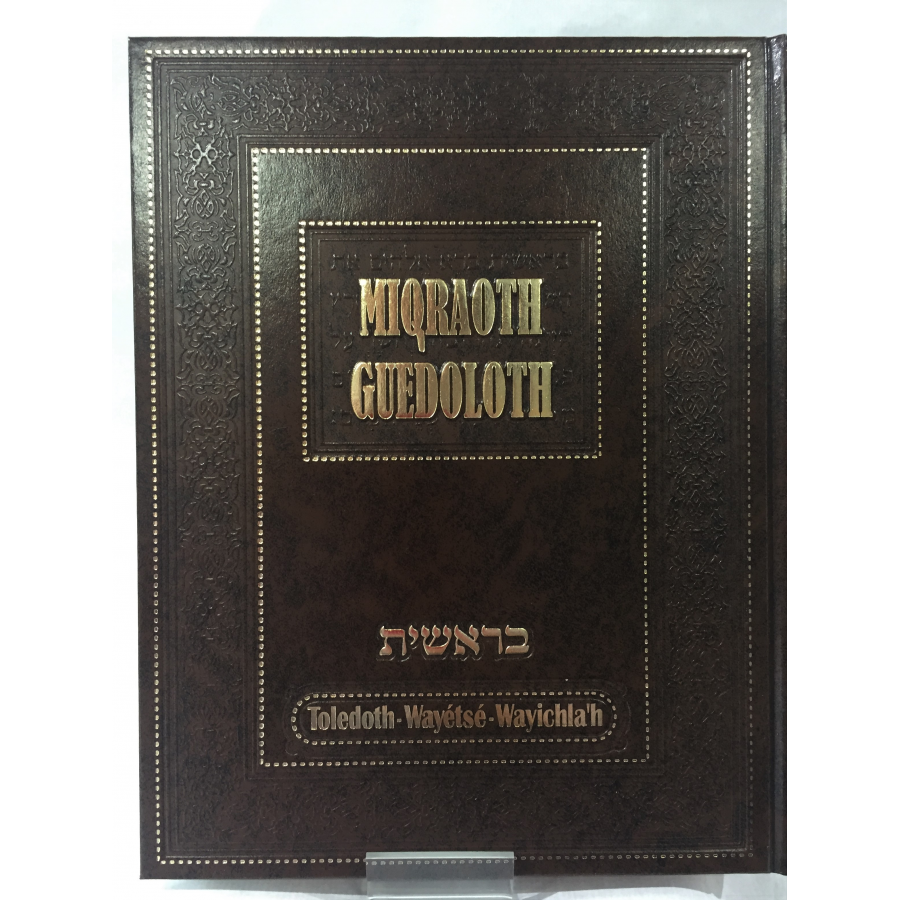 MIQRAOTH
GUEDOLOTH
בראשית
Toledoth - Wayétsé - Wayichla'h